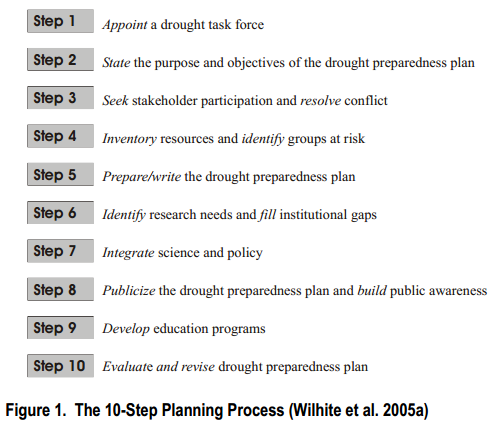 Step 1 Appoint a drought task force
Step 2 State the purpose and objectives of the drought preparedness plan
Step 3 Seek stakeholder participation and resolve conflict
Step 4 Inventory resources and identify groups at risk
Step 5 Prepare/write the drought preparedness plan
Step 6 Identify research needs and fill institutional gaps
Step 7 Integrate science and policy
Step 8 Publicize the drought preparedness plan and build public awareness
Step 9 Develop education programs
Step 10 Evaluate and revise drought preparedness plan
Figure 1. The 10-Step Planning Process (Wilhite et al. 2005a)